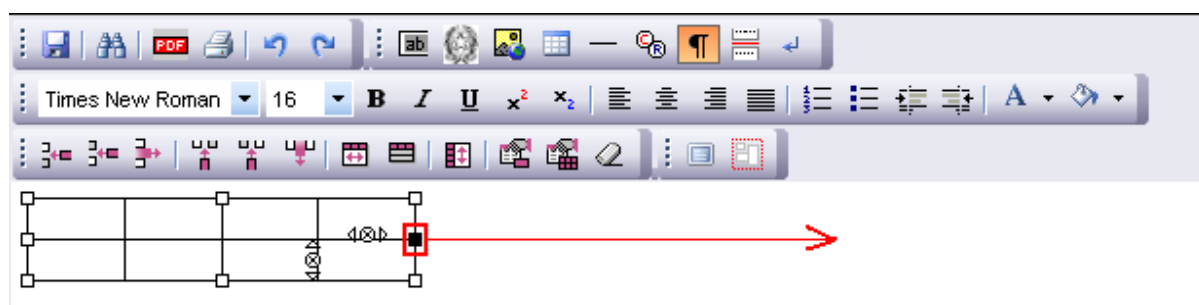 PDF ab C R ¶
Times New Roman 16 B I U x² x₂ A